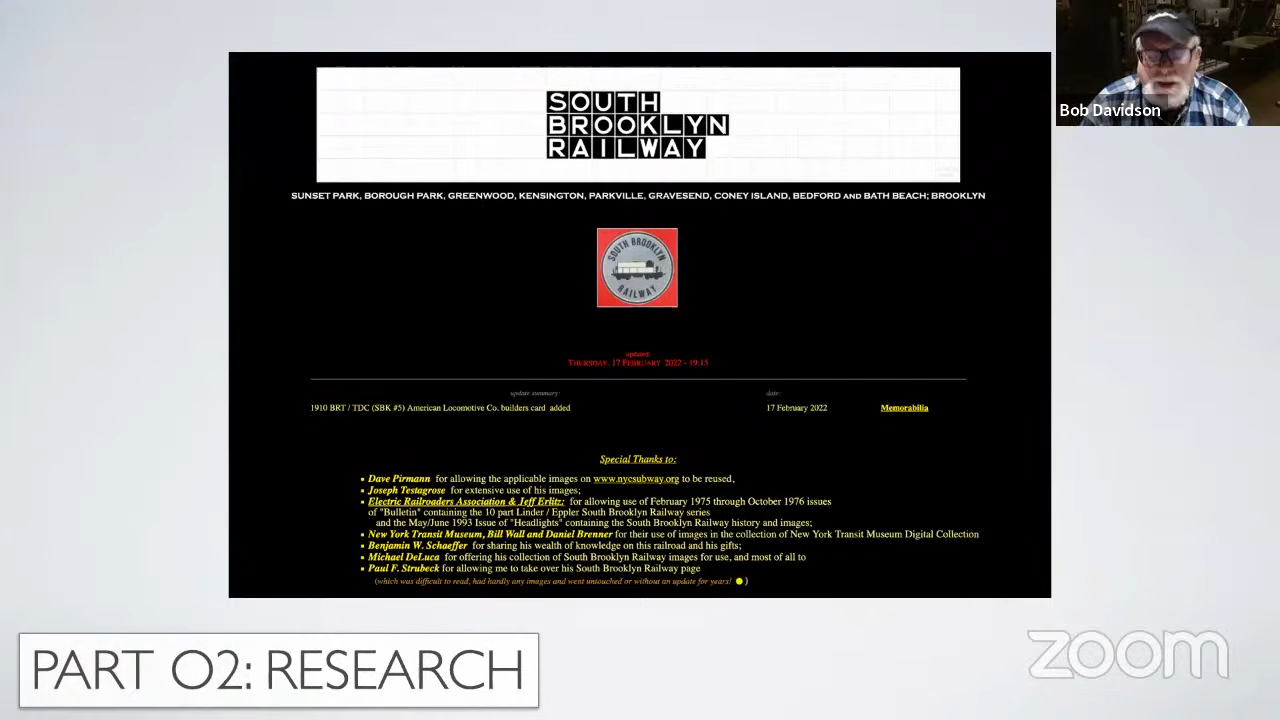 SOUTH
BROOKLYN
RAILWAY
Bob Davidson
SUNSET PARK, BOROUGH PARK, GREENWOOD, KENSINGTON, PARKVILLE, GRAVESEND, CONEY ISLAND, BEDFORD AND BATH BEACH; BROOKLYN
SOUTH BROOKLYN
RAILWAY
updated:
THURSDAY, 17 FEBRUARY 2022 - 19:15
update summary: date:
1910 BRT / TDC (SBK #5) American Locomotive Co. builders card added 17 February 2022 Memorabilia
Special Thanks to:
Dave Pirmann for allowing the applicable images on www.nycsubway.org to be reused,
Joseph Testagrose for extensive use of his images;
Electric Railroaders Association & Jeff Erlitz: for allowing use of February 1975 through October 1976 issues
of "Bulletin" containing the 10 part Linder / Eppler South Brooklyn Railway series
and the May/June 1993 Issue of "Headlights" containing the South Brooklyn Railway history and images;
New York Transit Museum, Bill Wall and Daniel Brenner for their use of images in the collection of New York Transit Museum Digital Collection
Benjamin W. Schaeffer for sharing his wealth of knowledge on this railroad and his gifts;
Michael DeLuca for offering his collection of South Brooklyn Railway images for use, and most of all to
Paul F. Strubeck for allowing me to take over his South Brooklyn Railway page
(which was difficult to read, had hardly any images and went untouched or without an update for years! )
PART 02: RESEARCH
zoom